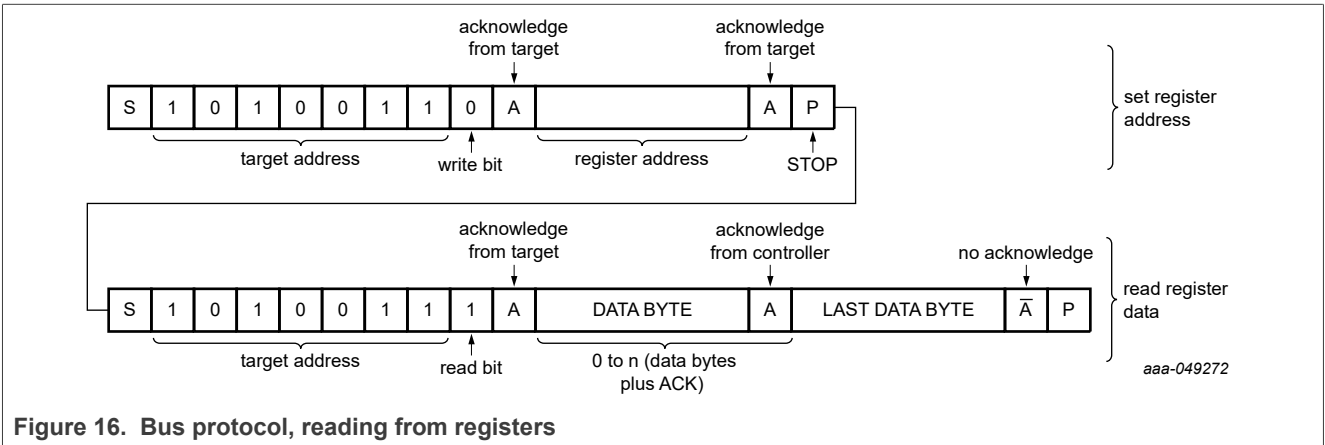 acknowledge acknowledge
from target from target
S 1 0 1 0 0 1 1 0 A A P
set register
address
target address write bit register address STOP
acknowledge acknowledge
from target from controller no acknowledge
S 1 0 1 0 0 1 1 1 A DATA BYTE A LAST DATA BYTE A̅ P
read register
data
target address read bit 0 to n (data bytes
plus ACK)
aaa-049272
Figure 16. Bus protocol, reading from registers